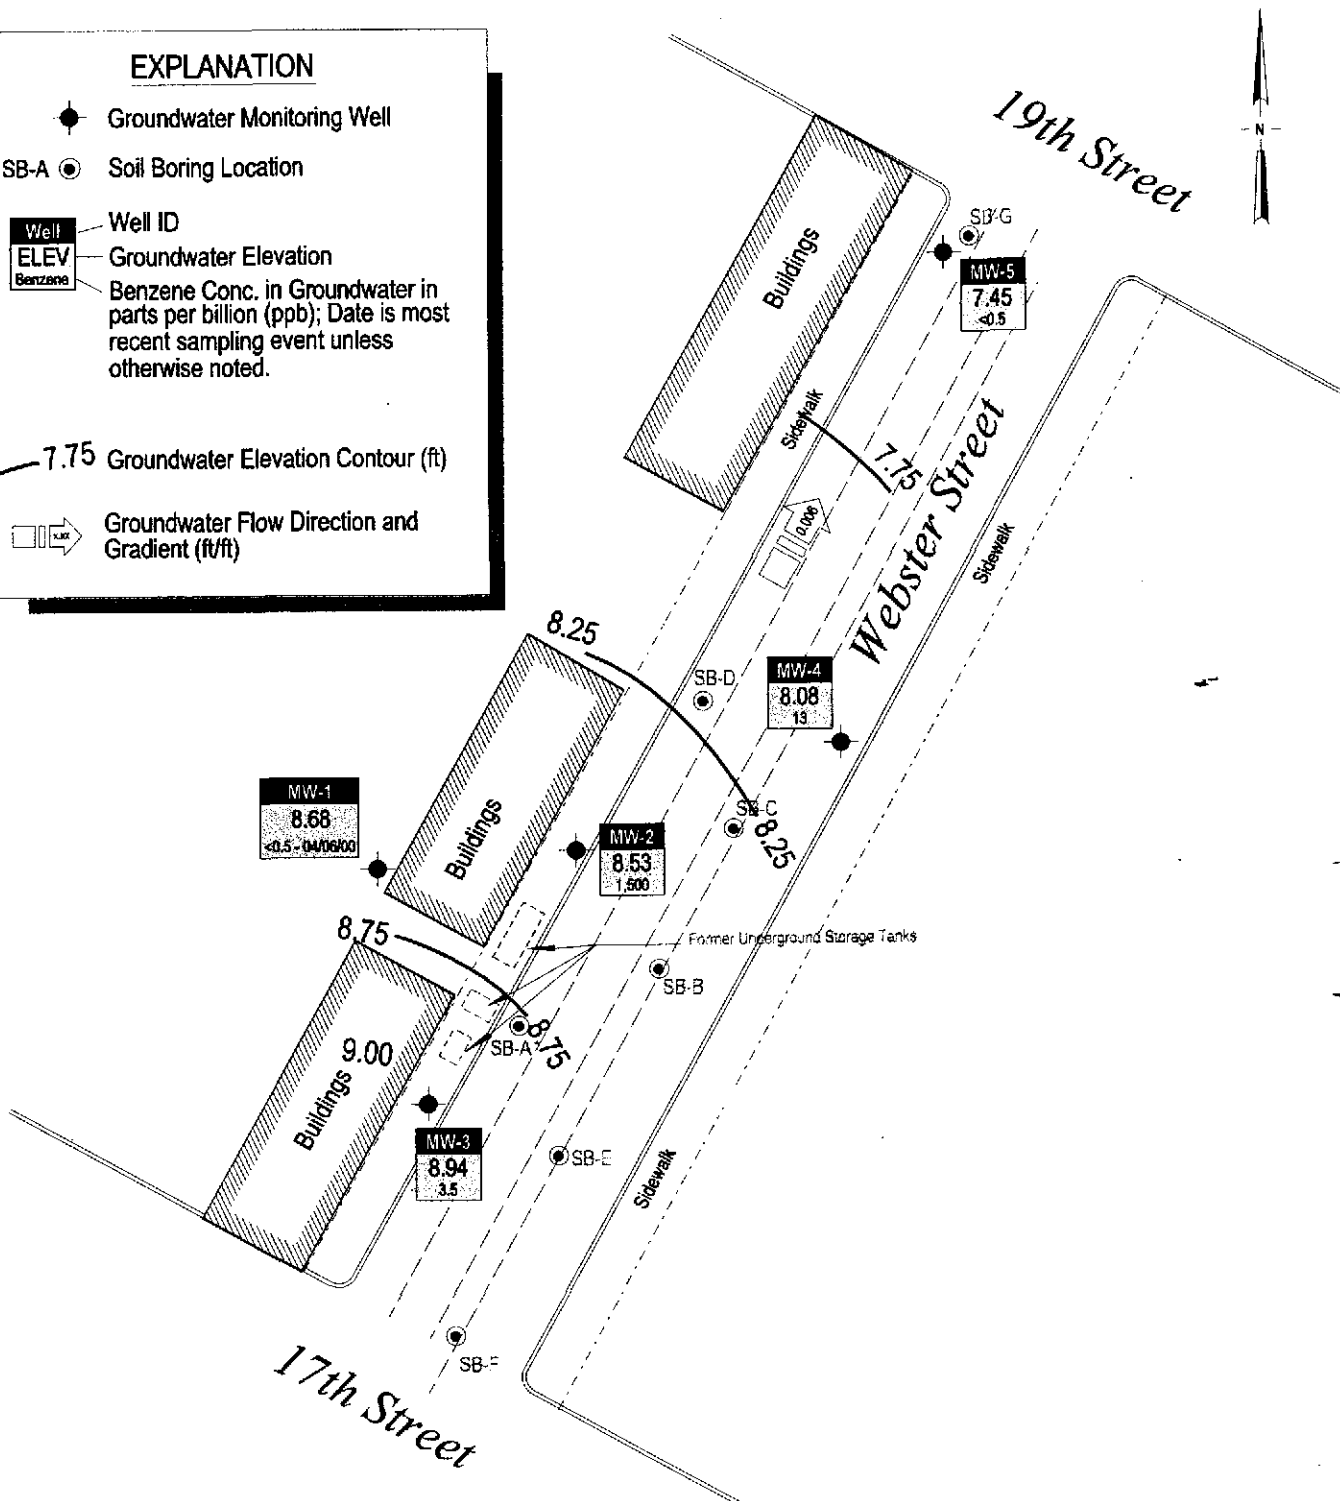 EXPLANATION
Groundwater Monitoring Well
SB-A
Soil Boring Location
Well
ELEV
Benzene
Well ID
Groundwater Elevation
Benzene Conc. in Groundwater in
parts per billion (ppb); Date is most
recent sampling event unless
otherwise noted.
7.75
Groundwater Elevation Contour (ft)
x.xx
Groundwater Flow Direction and
Gradient (ft/ft)
N
19th Street
SB-G
MW-5
7.45
<0.5
Buildings
Sidewalk
7.75
Webster Street
Sidewalk
0.006
8.25
SB-D
MW-4
8.08
13
MW-1
8.68
<0.5 - 04/06/00
Buildings
MW-2
8.53
1,500
SB-C
8.25
8.75
Former Underground Storage Tanks
SB-B
9.00
Buildings
SB-A
8.75
MW-3
8.94
3.5
SB-E
Sidewalk
SB-F
17th Street